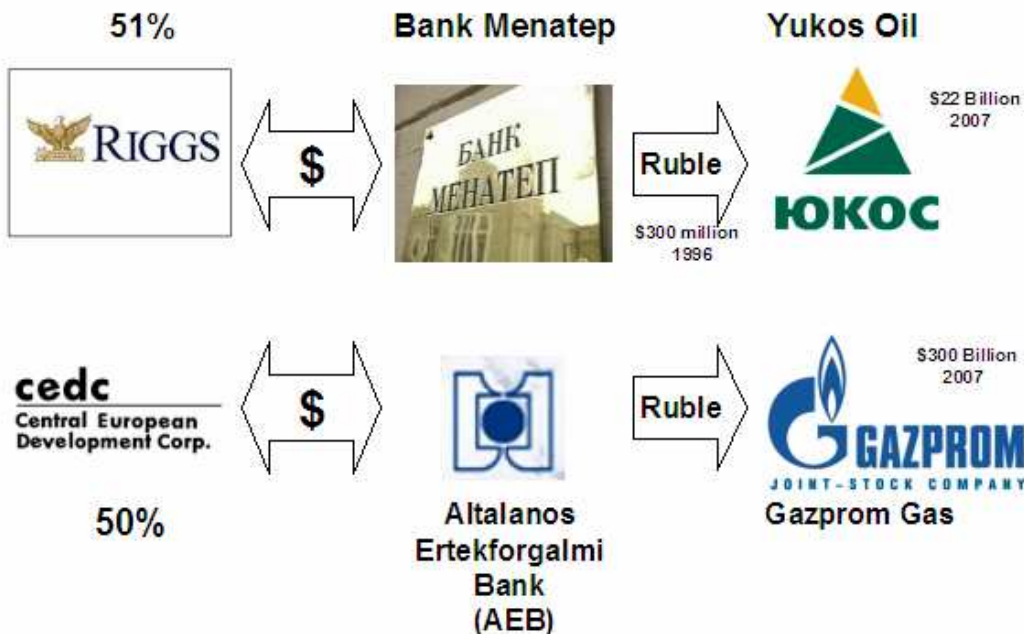 51%
Bank Menatep
Yukos Oil
RIGGS
$
БАНК
МЕНАТЕП
Ruble
$300 million
1996
$22 Billion
2007
ЮКОС
cedc
Central European
Development Corp.
50%
$
Altalanos
Ertekforgalmi
Bank
(AEB)
Ruble
$300 Billion
2007
GAZPROM
JOINT-STOCK COMPANY
Gazprom Gas